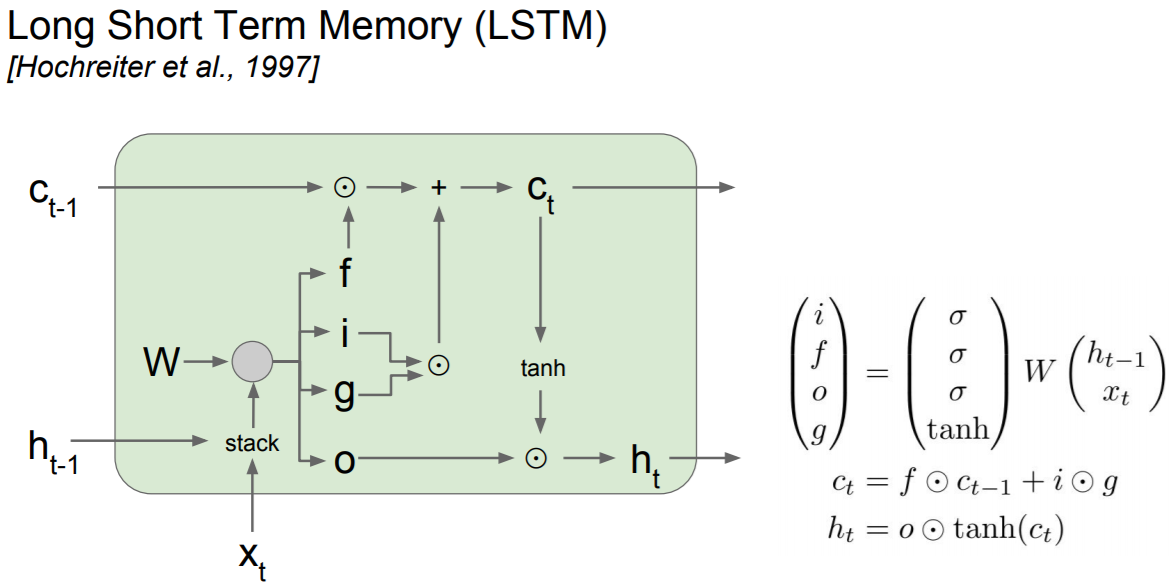 Long Short Term Memory (LSTM)
[Hochreiter et al., 1997]
c_{t-1} ⊙ + c_t
f
i
W ⊙ tanh
g
h_{t-1} stack o ⊙ h_t
x_t
(i f o g) = (σ σ σ tanh) W (h_{t-1} x_t)
c_t = f ⊙ c_{t-1} + i ⊙ g
h_t = o ⊙ tanh(c_t)